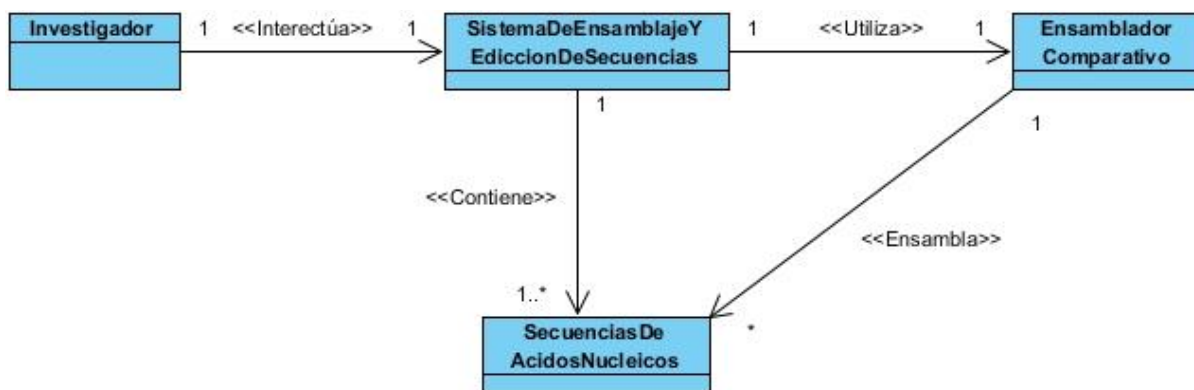 Investigador
1 <<Interectúa>> 1
SistemaDeEnsamblajeY
EdiccionDeSecuencias
1 <<Utiliza>> 1
Ensamblador
Comparativo
1
1
<<Contiene>>
<<Ensambla>>
1..*
*
SecuenciasDe
AcidosNucleicos